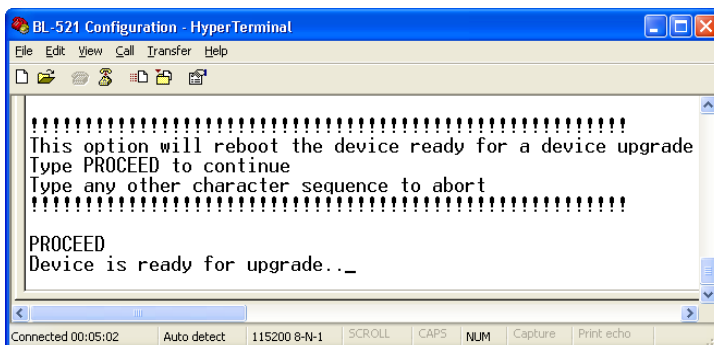 BL-521 Configuration - HyperTerminal
File Edit View Call Transfer Help
!!!!!!!!!!!!!!!!!!!!!!!!!!!!!!!!!!!!!!!!!!!!!!!!!!!!!!!
This option will reboot the device ready for a device upgrade
Type PROCEED to continue
Type any other character sequence to abort
!!!!!!!!!!!!!!!!!!!!!!!!!!!!!!!!!!!!!!!!!!!!!!!!!!!!!!!
PROCEED
Device is ready for upgrade.._
Connected 00:05:02 Auto detect 115200 8-N-1 SCROLL CAPS NUM Capture Print echo